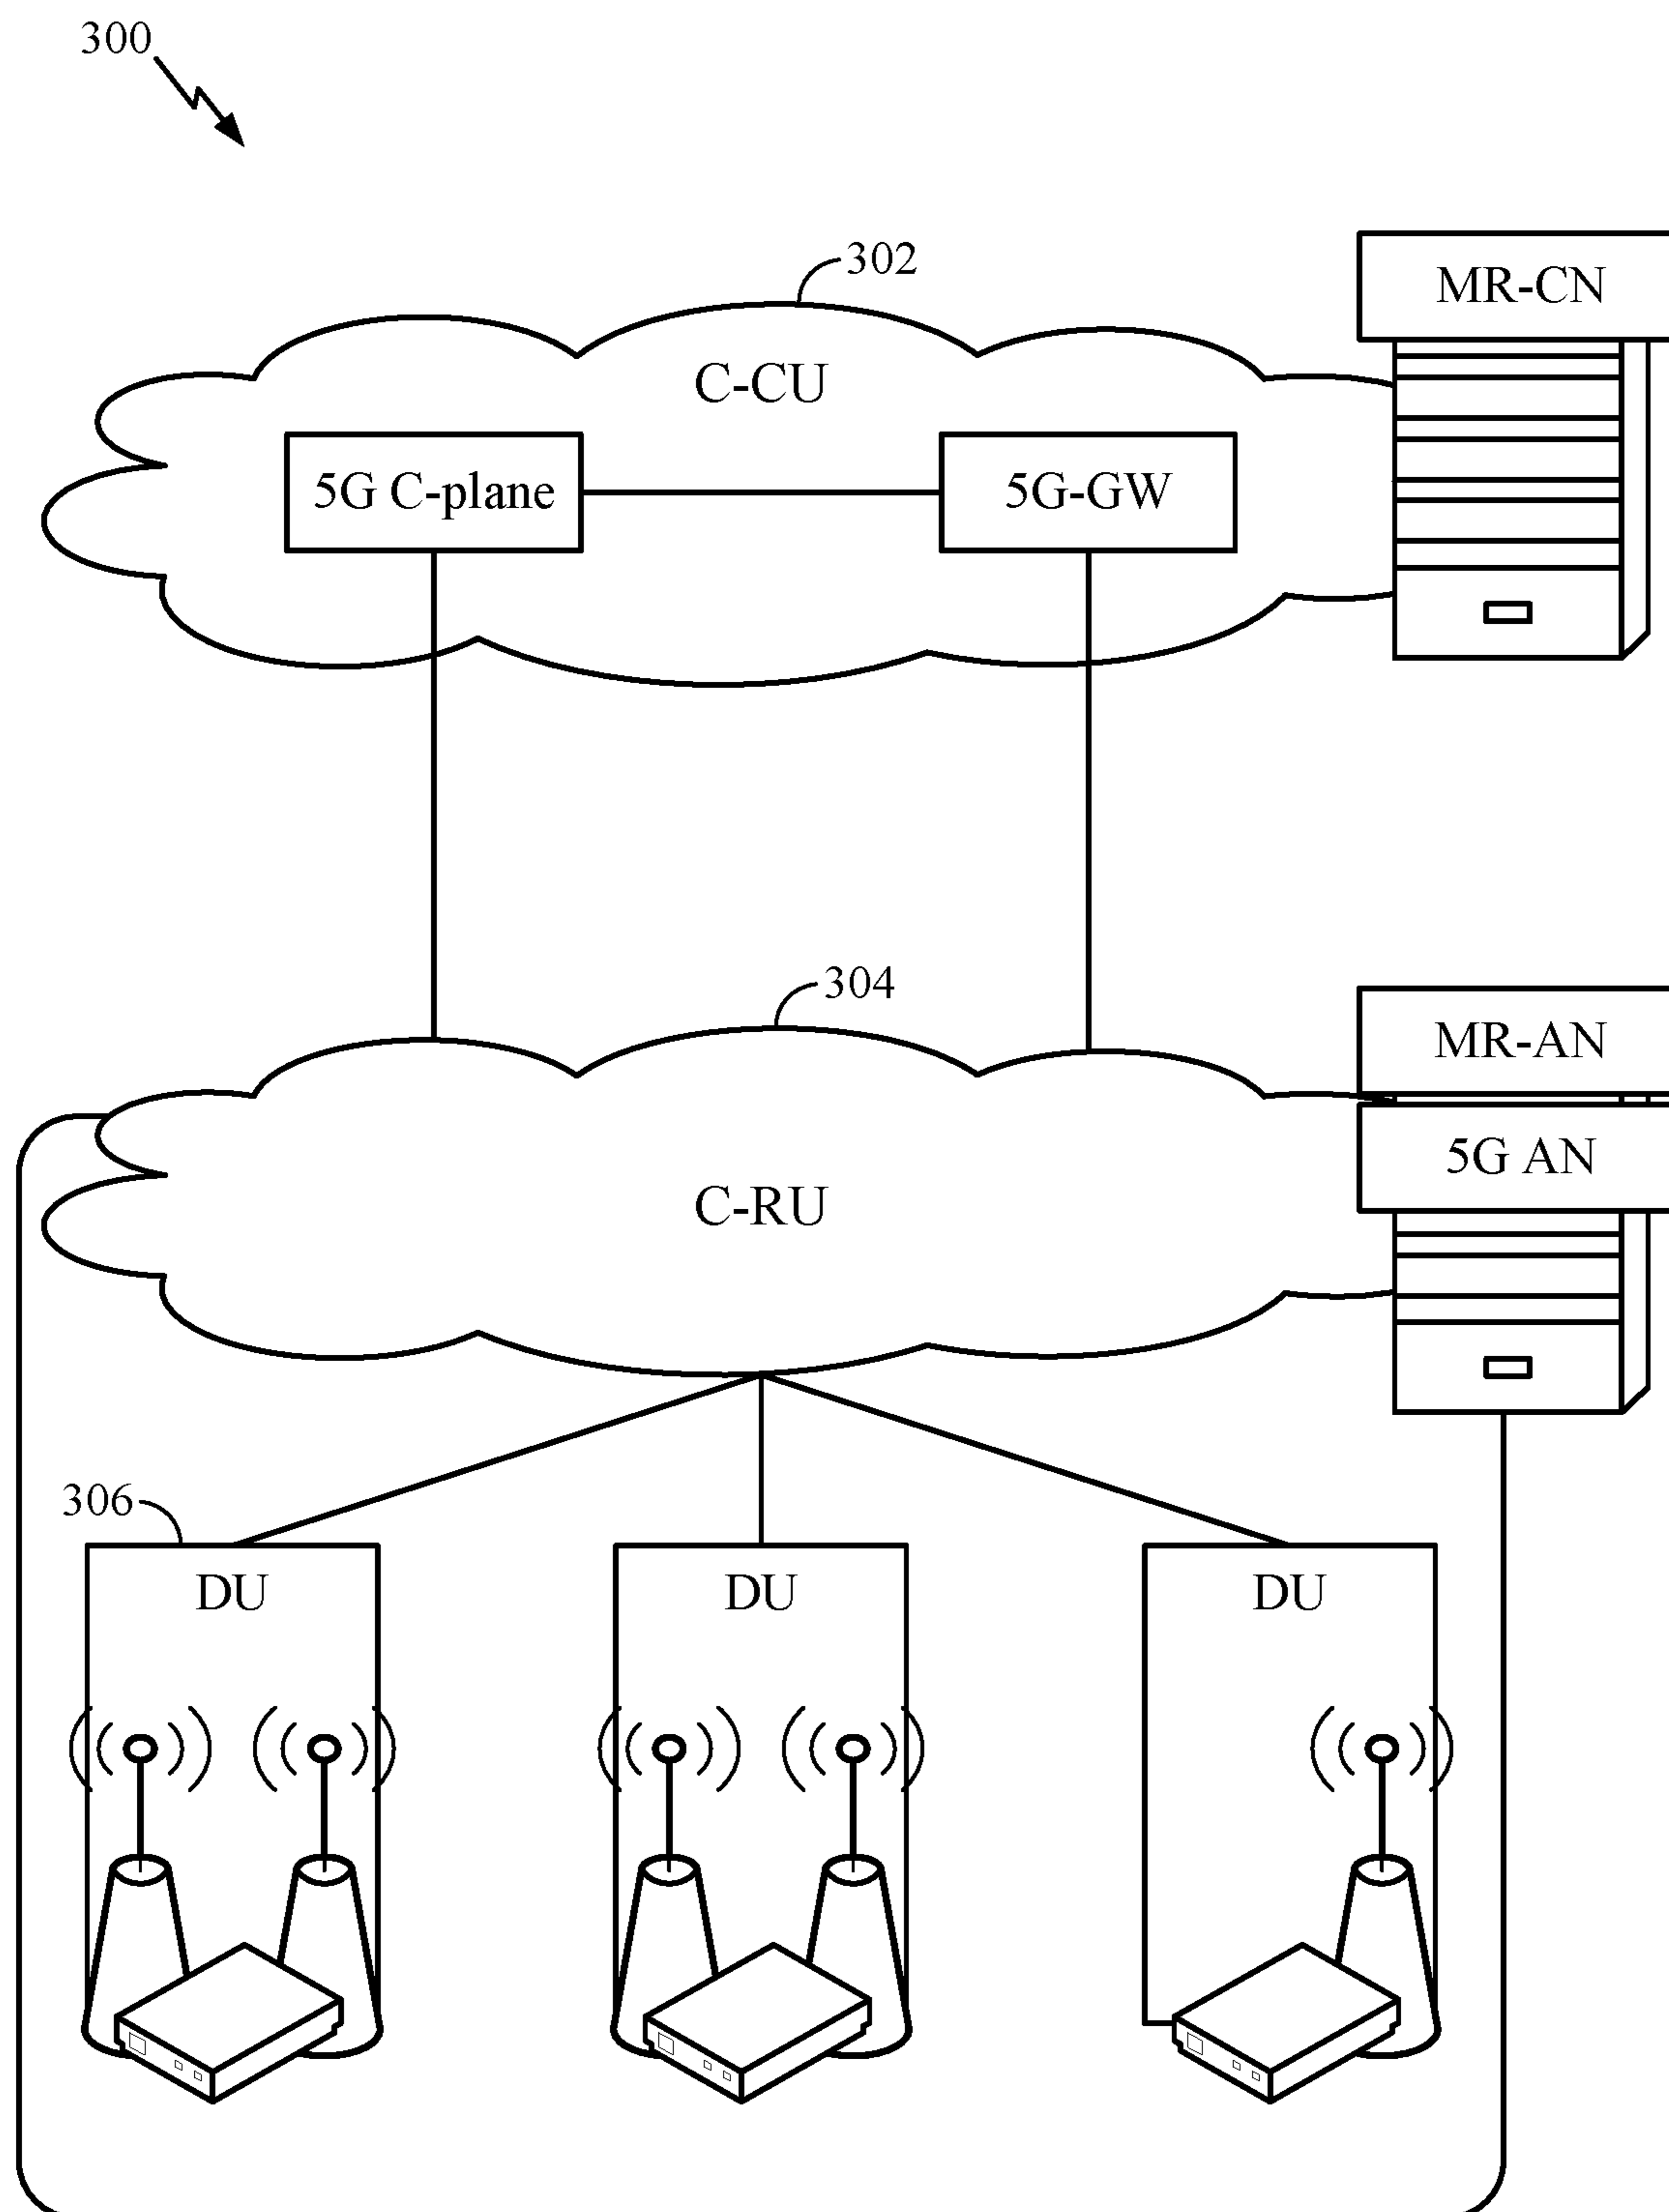 300
302
MR-CN
C-CU
5G C-plane
5G-GW
304
MR-AN
5G AN
C-RU
306
DU
DU
DU